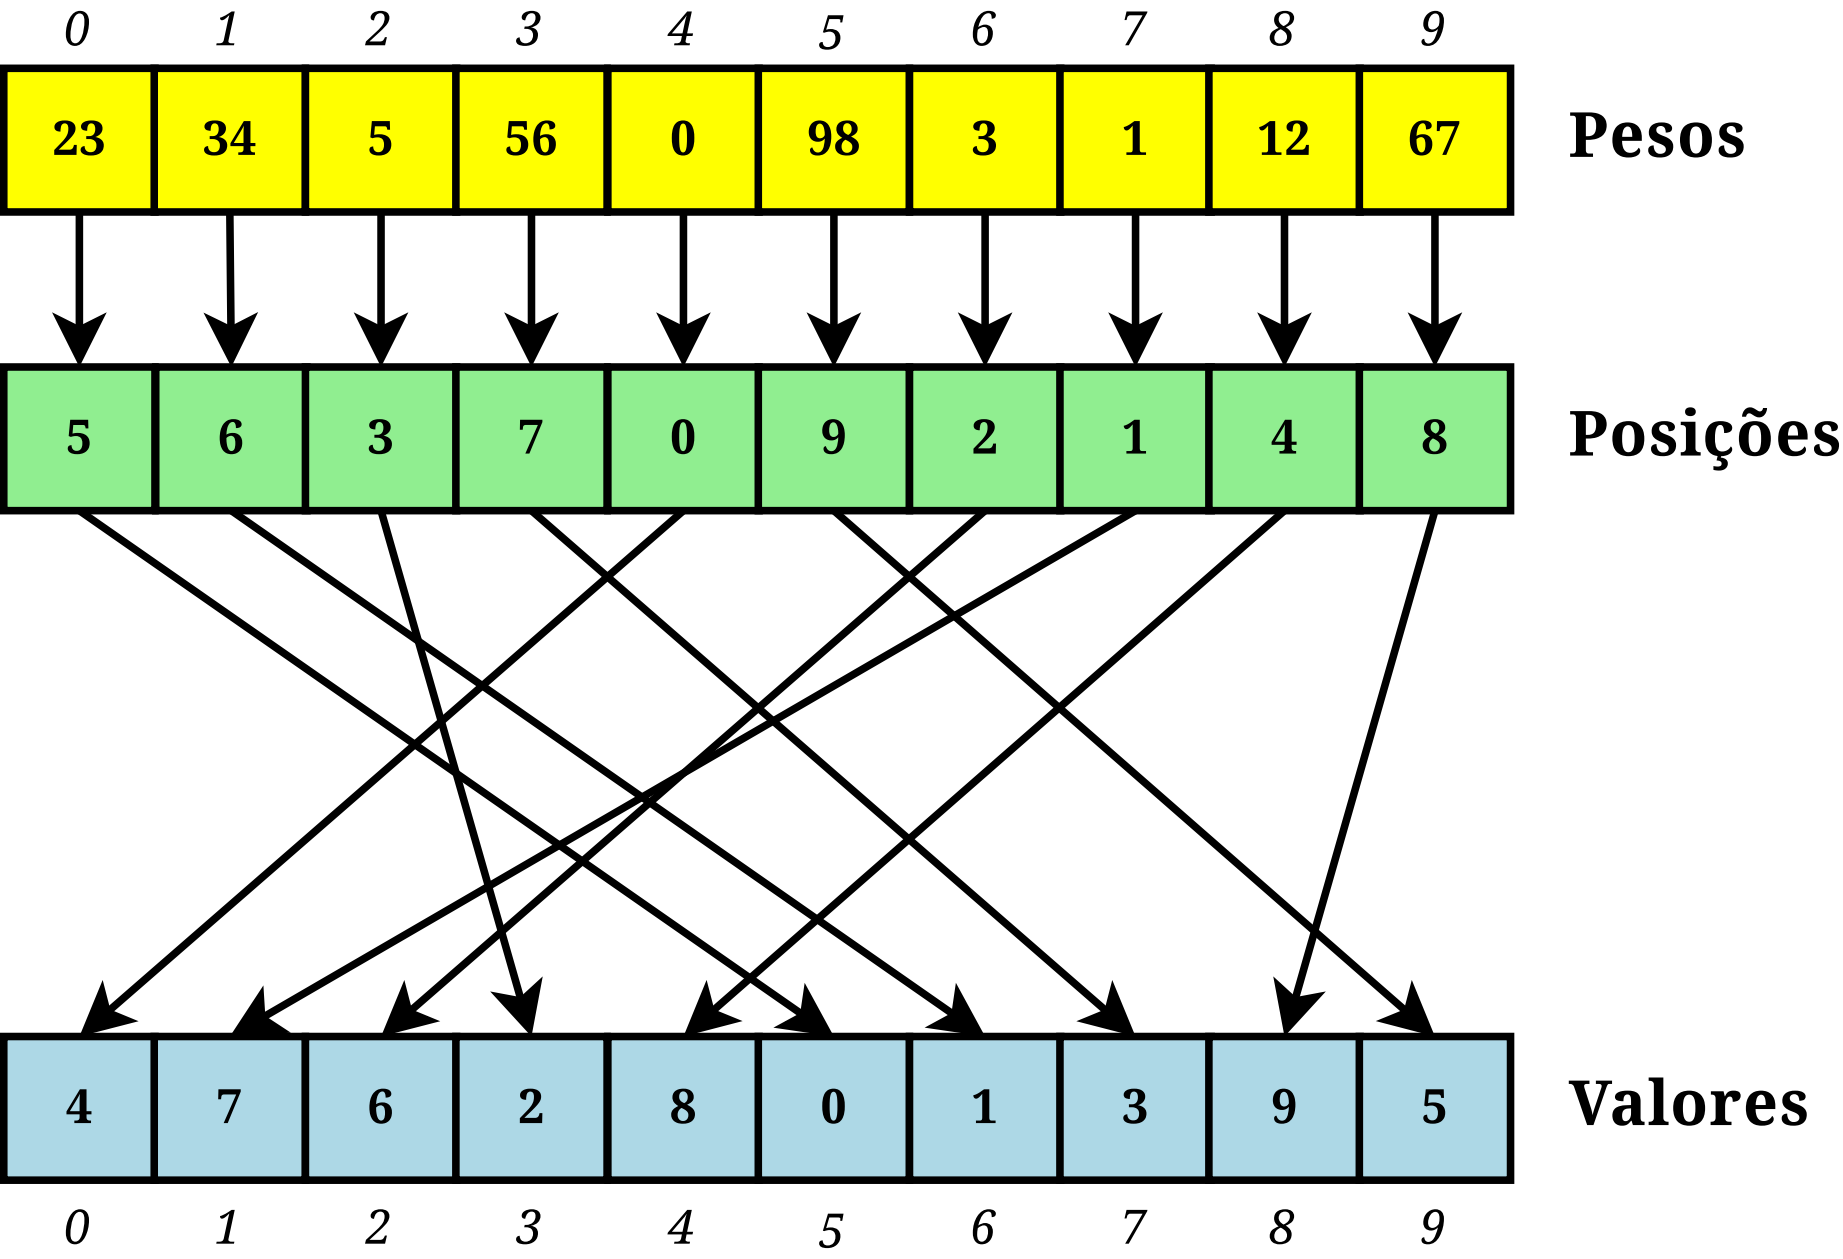 0 1 2 3 4 5 6 7 8 9
23 34 5 56 0 98 3 1 12 67 Pesos
5 6 3 7 0 9 2 1 4 8 Posições
4 7 6 2 8 0 1 3 9 5 Valores
0 1 2 3 4 5 6 7 8 9